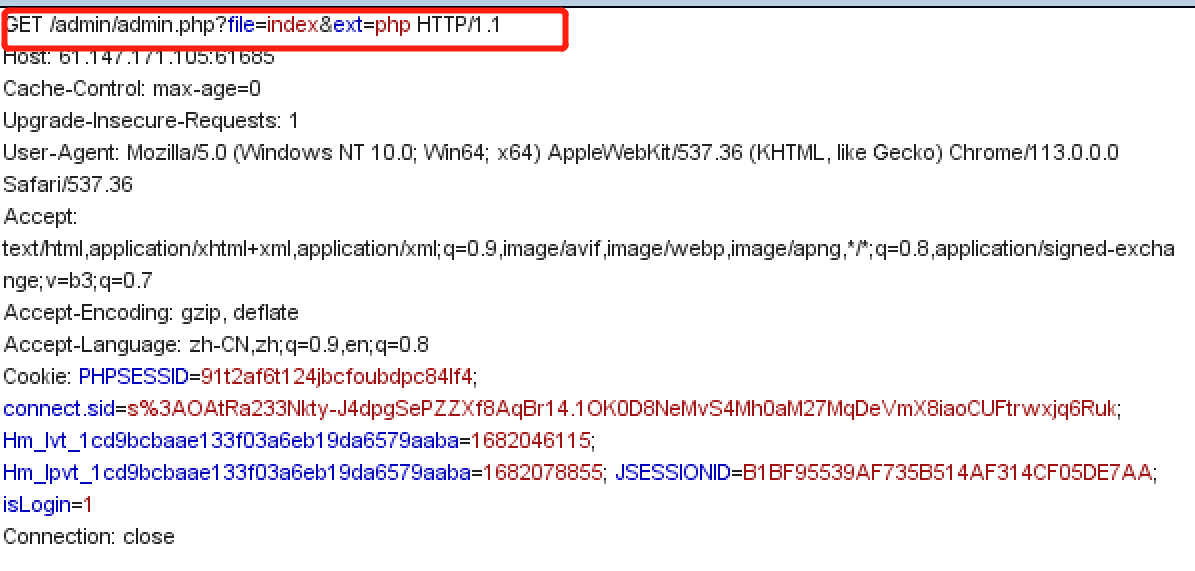 GET /admin/admin.php?file=index&ext=php HTTP/1.1
Host: 61.147.171.105:61685
Cache-Control: max-age=0
Upgrade-Insecure-Requests: 1
User-Agent: Mozilla/5.0 (Windows NT 10.0; Win64; x64) AppleWebKit/537.36 (KHTML, like Gecko) Chrome/113.0.0.0
Safari/537.36
Accept:
text/html,application/xhtml+xml,application/xml;q=0.9,image/avif,image/webp,image/apng,*/*;q=0.8,application/signed-excha
nge;v=b3;q=0.7
Accept-Encoding: gzip, deflate
Accept-Language: zh-CN,zh;q=0.9,en;q=0.8
Cookie: PHPSESSID=91t2af6t124jbcfoubdpc84lf4;
connect.sid=s%3AOAtRa233Nkty-J4dpgSePZZXf8AqBr14.1OK0D8NeMvS4Mh0aM27MqDeVmX8iaoCUFtrwxjq6Ruk;
Hm_lvt_1cd9bcbaae133f03a6eb19da6579aaba=1682046115;
Hm_lpvt_1cd9bcbaae133f03a6eb19da6579aaba=1682078855; JSESSIONID=B1BF95539AF735B514AF314CF05DE7AA;
isLogin=1
Connection: close